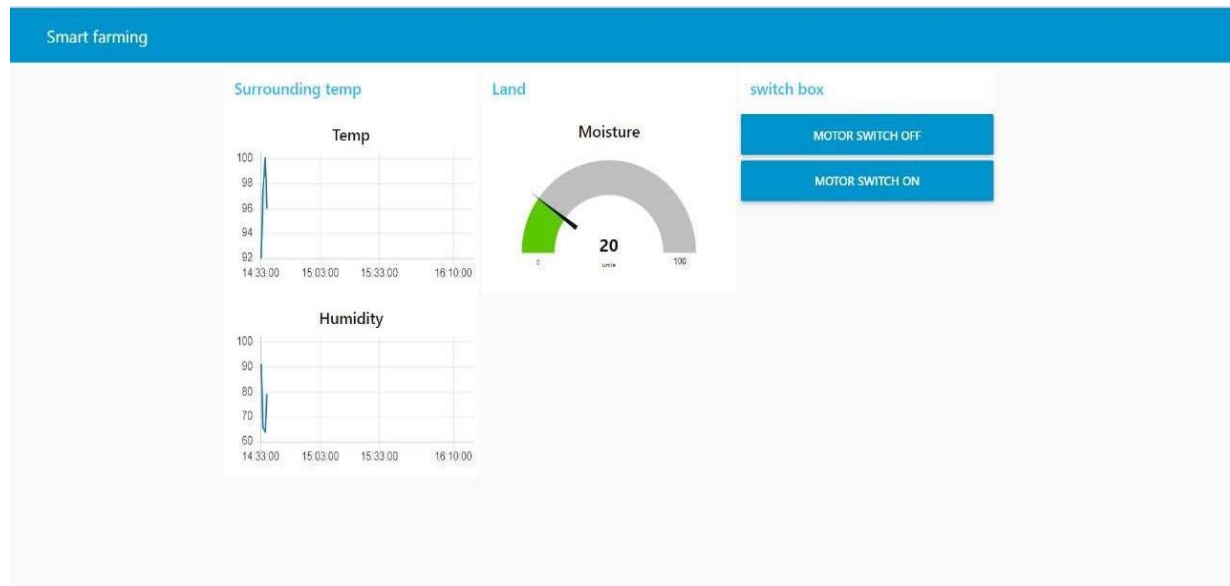 Smart farming
Surrounding temp
Temp
100
98
96
94
92
14:33:00 15:03:00 15:33:00 16:10:00
Humidity
100
90
80
70
60
14:33:00 15:03:00 15:33:00 16:10:00
Land
Moisture
20
units
0 100
switch box
MOTOR SWITCH OFF
MOTOR SWITCH ON